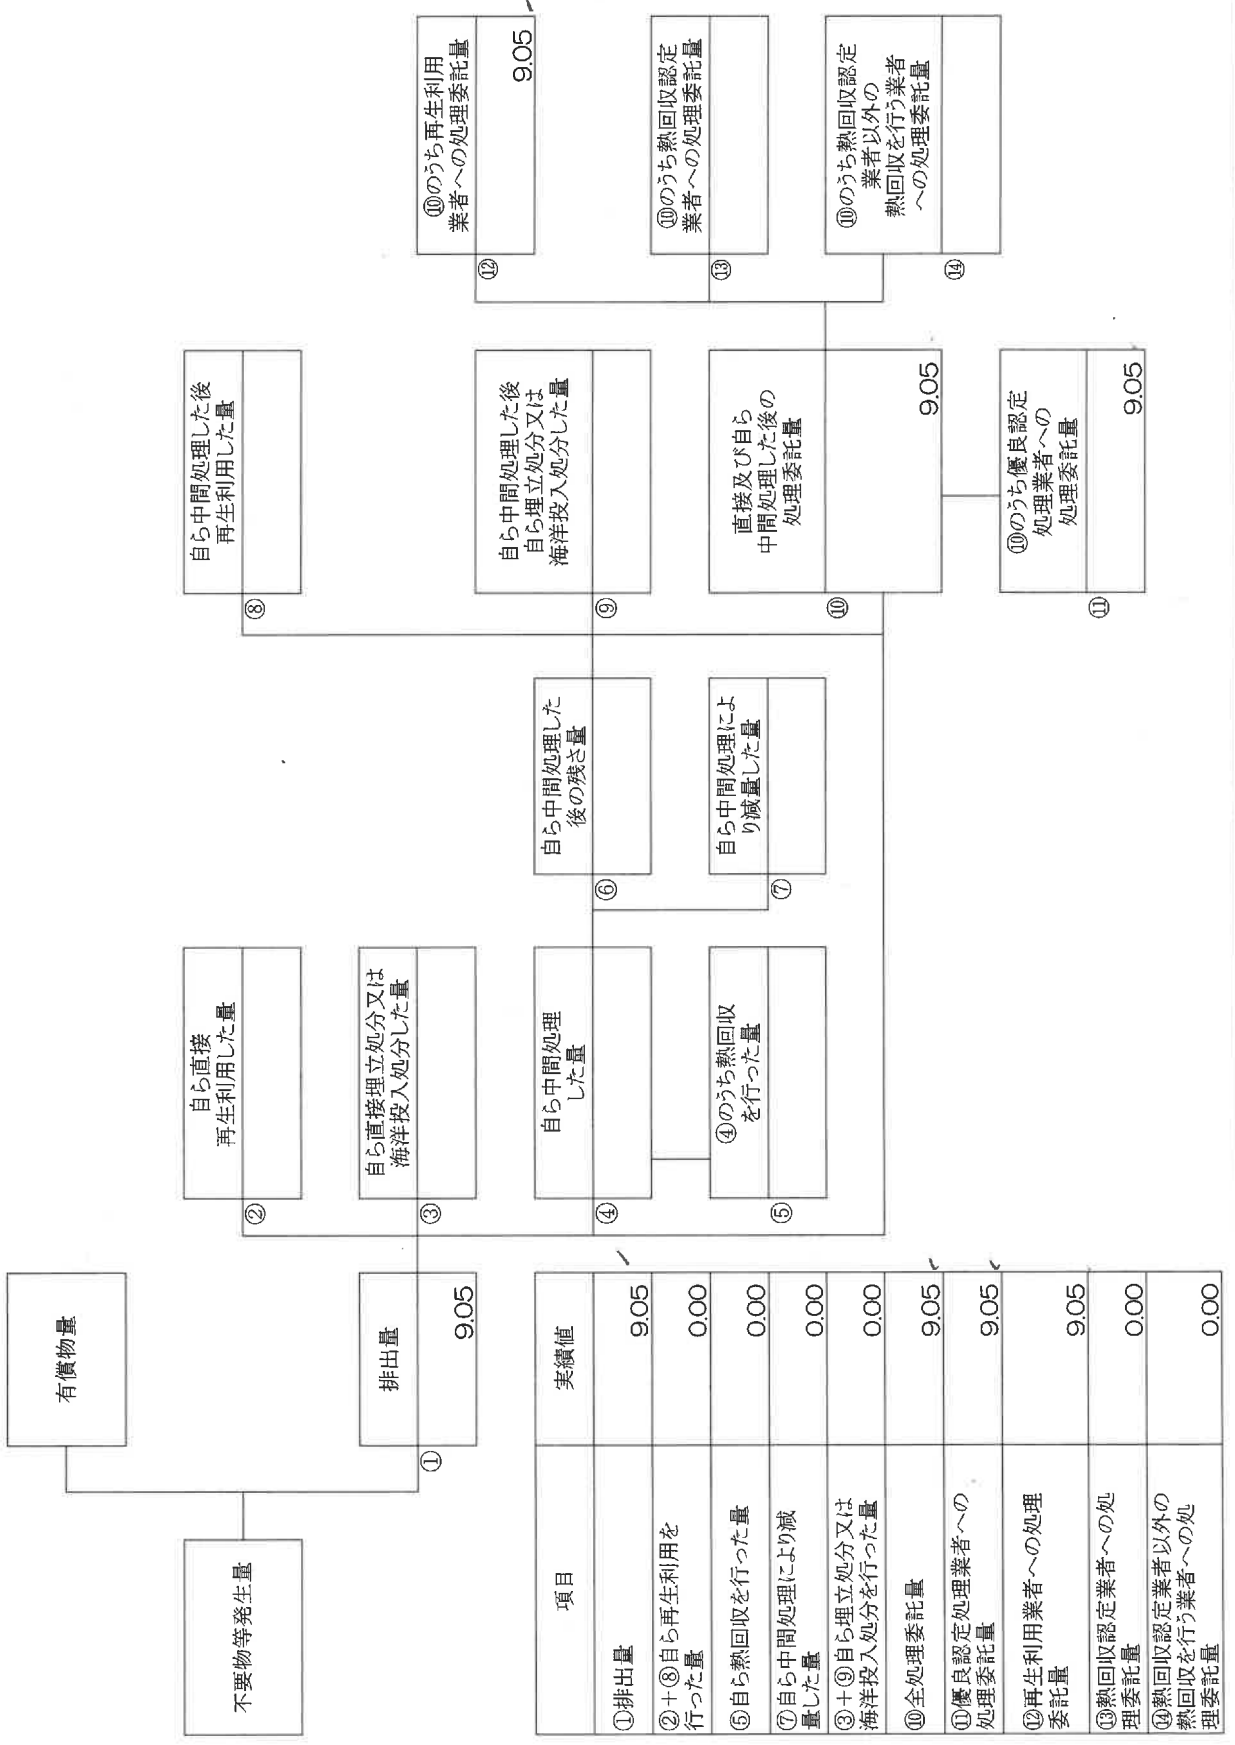 有償物量
不要物等発生量
排出量
①
9.05
自ら直接
再生利用した量
②
自ら直接埋立処分又は
海洋投入処分した量
③
自ら中間処理
した量
④
④のうち熱回収
を行った量
⑤
自ら中間処理した
後の残さ量
⑥
自ら中間処理によ
り減量した量
⑦
自ら中間処理した後
再生利用した量
⑧
自ら中間処理した後
自ら埋立処分又は
海洋投入処分した量
⑨
直接及び自ら
中間処理した後の
処理委託量
⑩
9.05
⑩のうち優良認定
処理業者への
処理委託量
⑪
9.05
⑩のうち再生利用
業者への処理委託量
⑫
9.05
⑩のうち熱回収認定
業者への処理委託量
⑬
⑩のうち熱回収認定
業者以外の
熱回収を行う業者
への処理委託量
⑭
項目 実績値
①排出量 9.05
②＋⑧自ら再生利用を
行った量 0.00
⑤自ら熱回収を行った量 0.00
⑦自ら中間処理により減
量した量 0.00
③＋⑨自ら埋立処分又は
海洋投入処分を行った量 0.00
⑩全処理委託量 9.05
⑪優良認定処理業者への
処理委託量 9.05
⑫再生利用業者への処理
委託量 9.05
⑬熱回収認定業者への処
理委託量 0.00
⑭熱回収認定業者以外の
熱回収を行う業者への処
理委託量 0.00